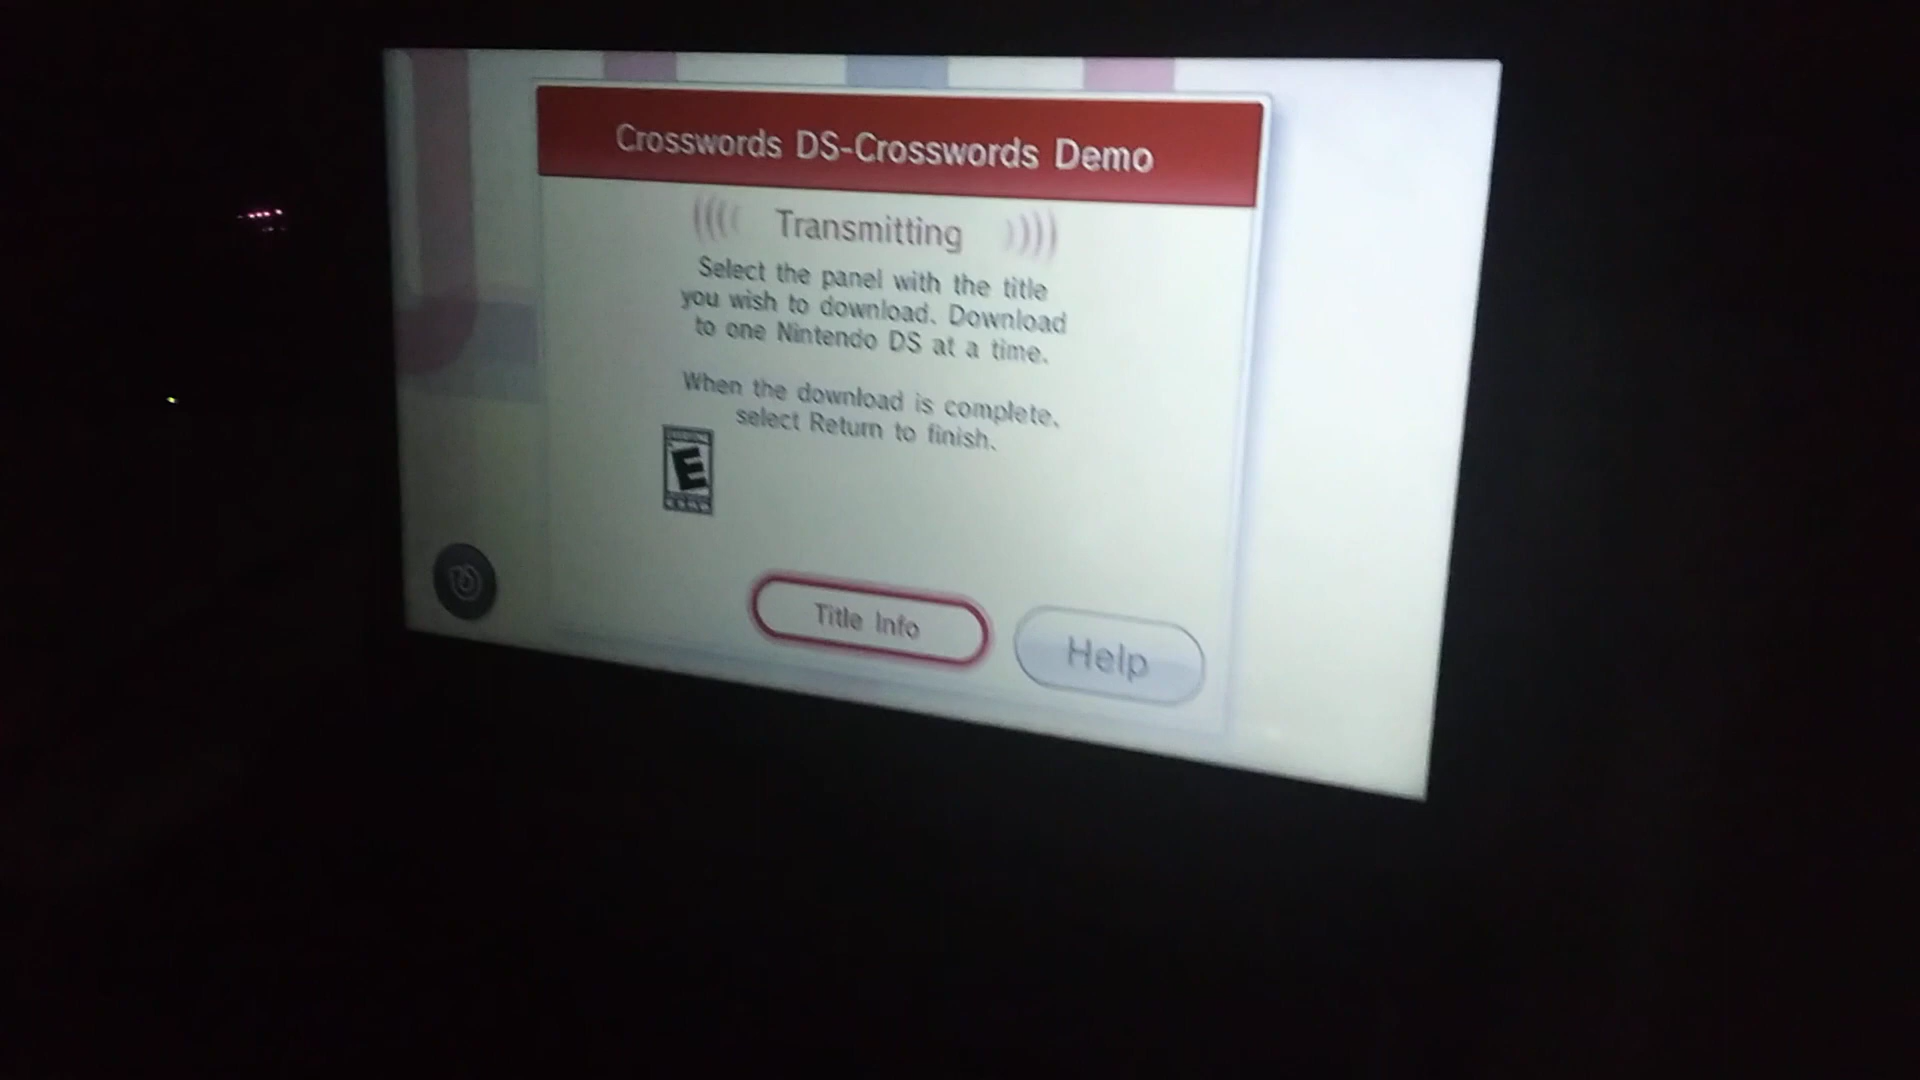 Crosswords DS-Crosswords Demo
Transmitting
Select the panel with the title
you wish to download. Download
to one Nintendo DS at a time.
When the download is complete,
select Return to finish.
E
Title Info
Help